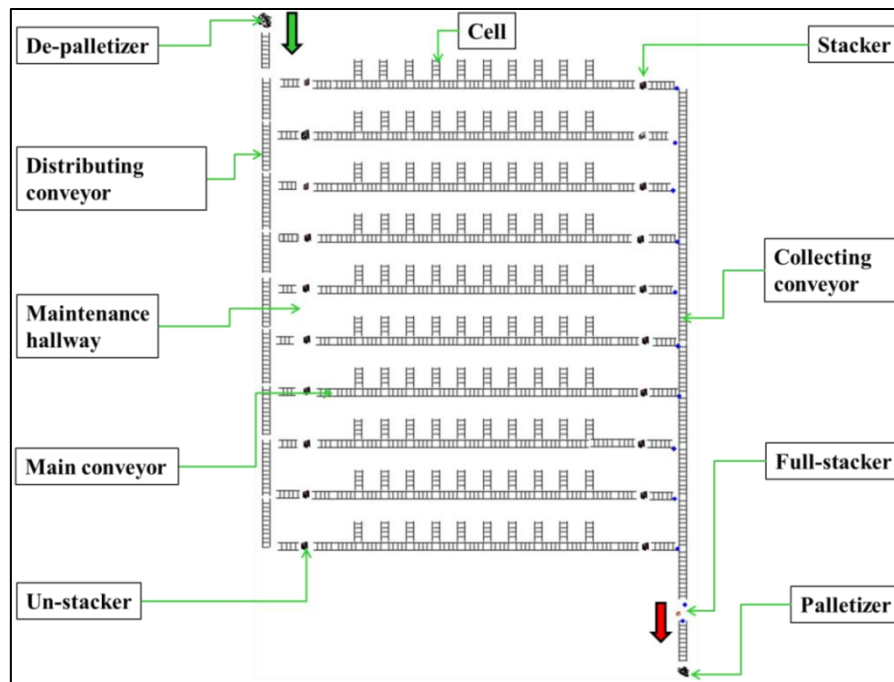 De-palletizer
Cell
Stacker
Distributing
conveyor
Collecting
conveyor
Maintenance
hallway
Main conveyor
Full-stacker
Un-stacker
Palletizer